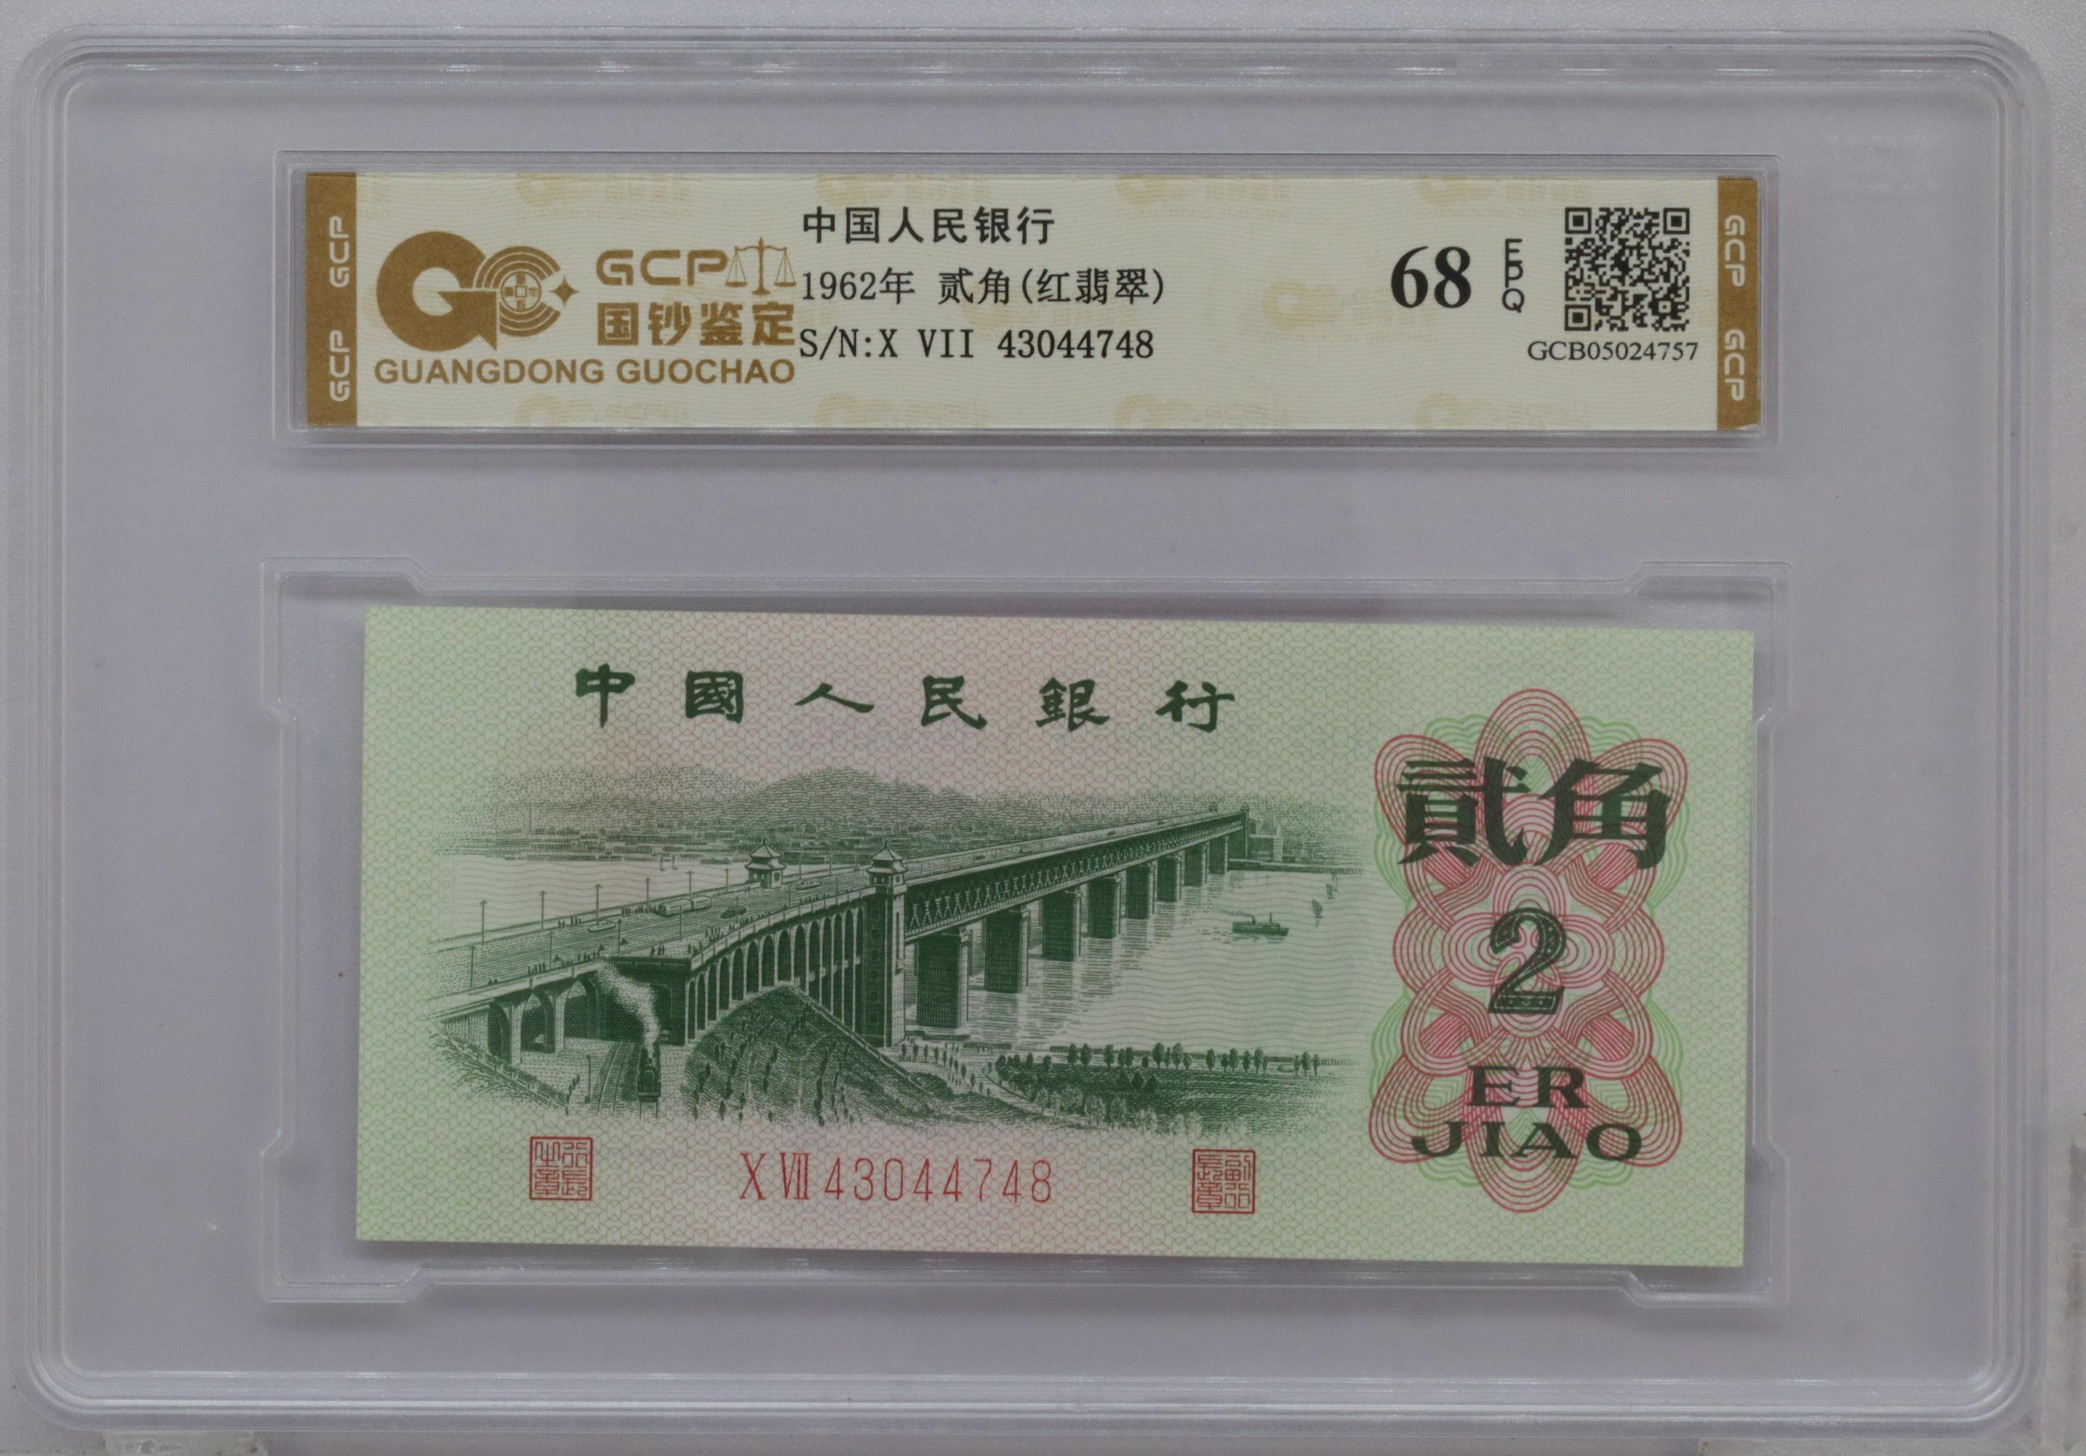 GCP GCP
GCP
国钞鉴定
GUANGDONG GUOCHAO
中国人民银行
1962年 贰角(红翡翠)
S/N:X VII 43044748
68 EPQ
GCB05024757
GCP GCP
中國人民銀行
貳角
2
ER
JIAO
X VII 43044748